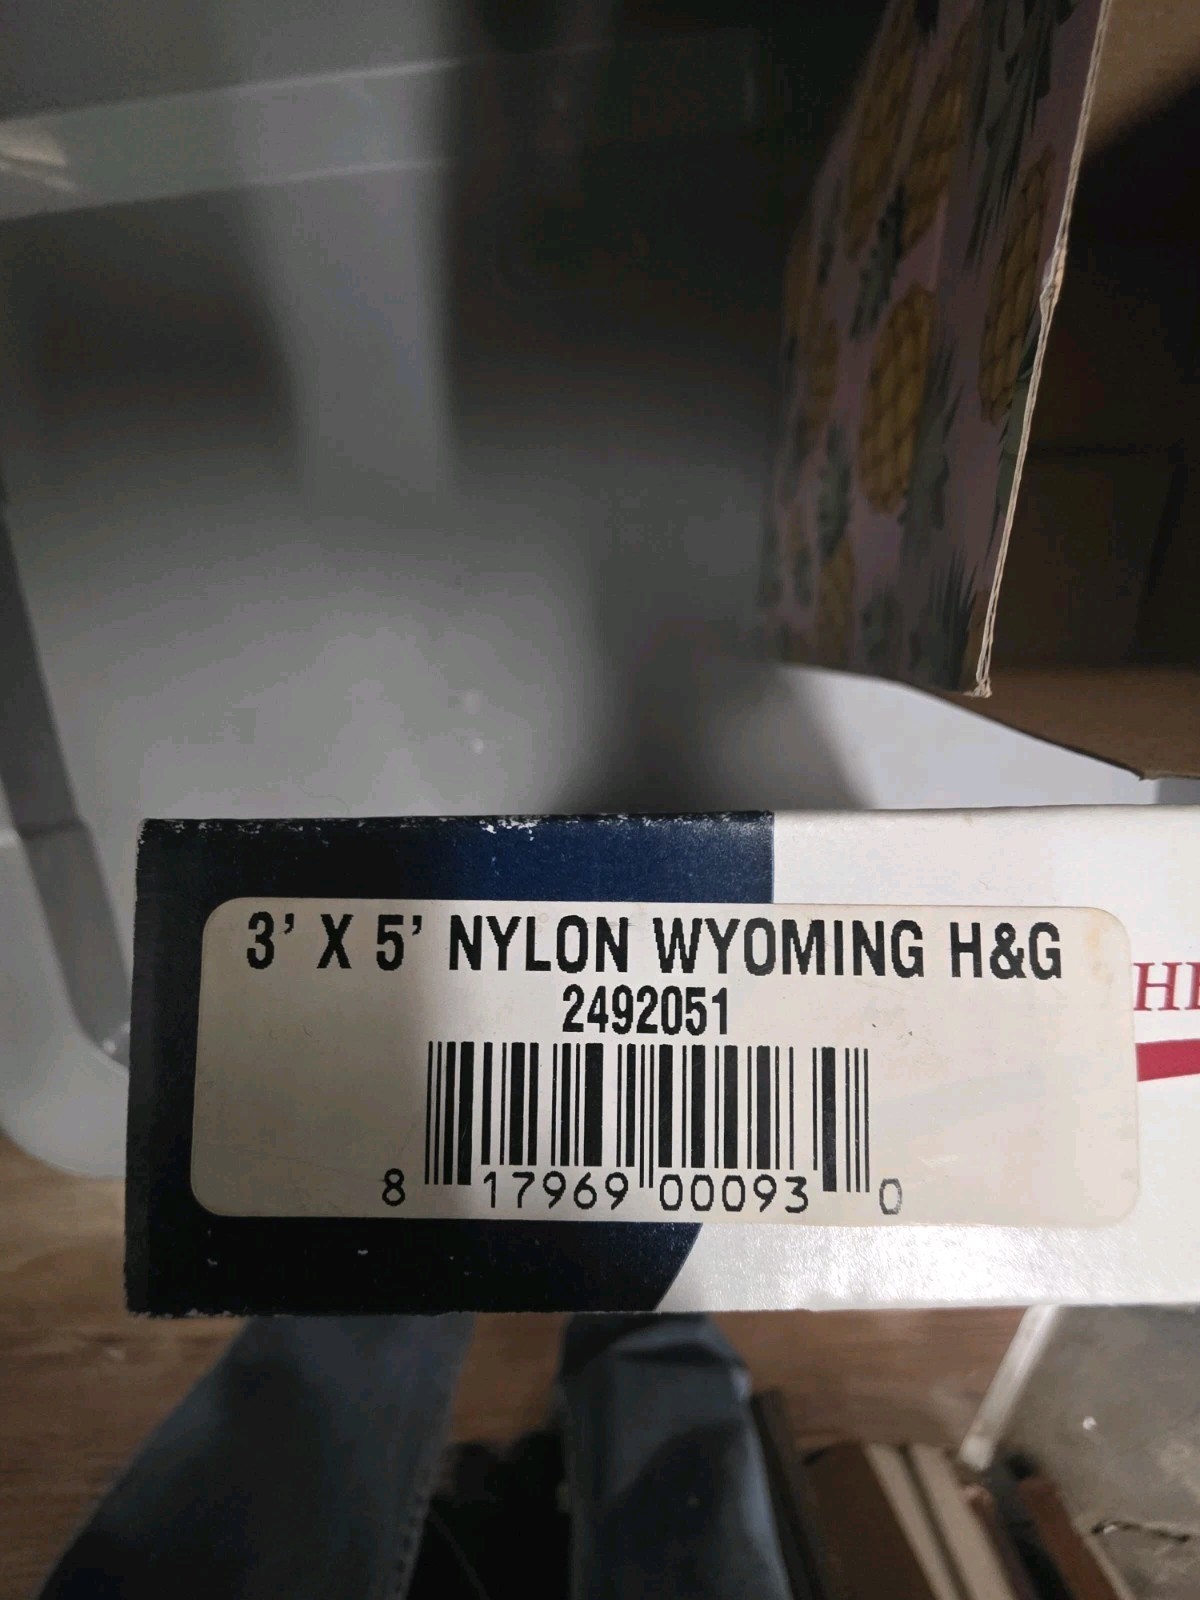 3' X 5' NYLON WYOMING H&G
2492051
8 17969 00093 0